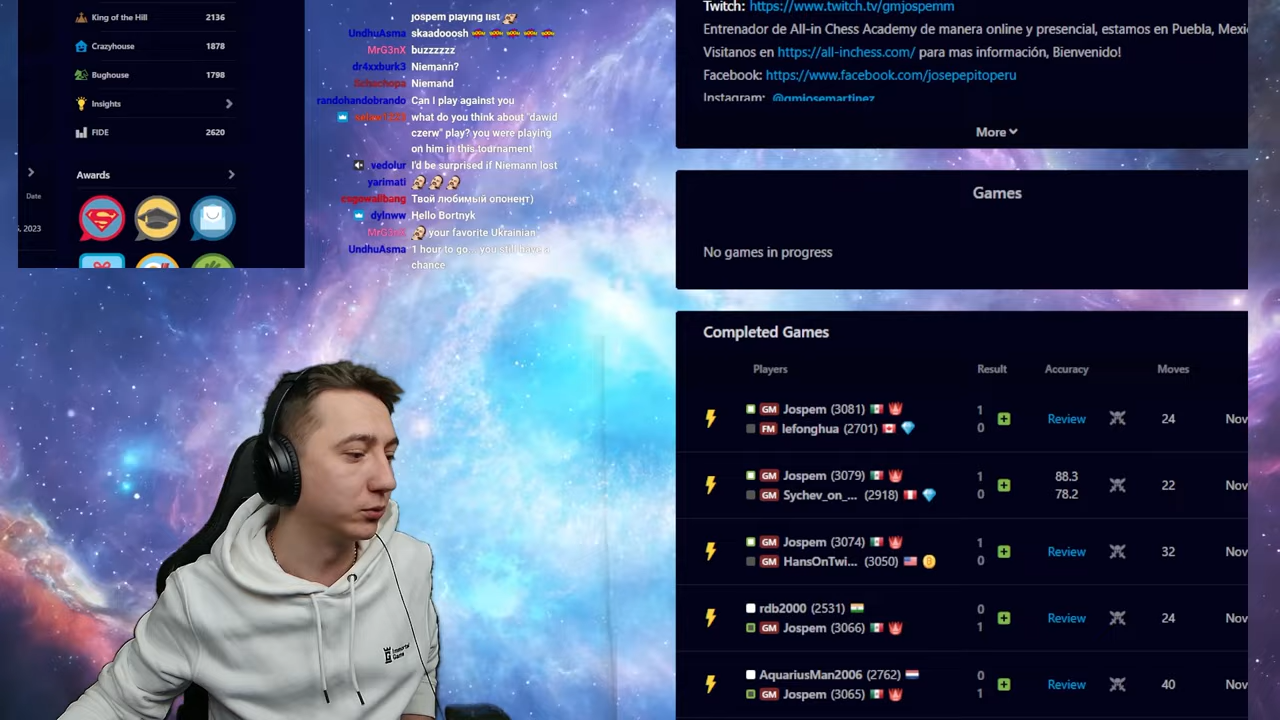 King of the Hill 2136
Crazyhouse 1878
Bughouse 1798
Insights
FIDE 2620
Awards
Date
, 2023
jospem playing list
UndhuAsma skaadooosh
MrG3nX buzzzzzz
dr4xxburk3 Niemann?
Schachopa Niemand
randohandobrando Can I play against you
what do you think about "dawid
czerw" play? you were playing
on him in this tournament
vedolur I'd be surprised if Niemann lost
yarimati
csgowallbang Твой любимый опонент)
dylnww Hello Bortnyk
MrG3nX your favorite Ukrainian
UndhuAsma 1 hour to go... you still have a
chance
Immortal
Game
Twitch: https://www.twitch.tv/gmjospemm
Entrenador de All-in Chess Academy de manera online y presencial, estamos en Puebla, Mexic
Visitanos en https://all-inchess.com/ para mas información, Bienvenido!
Facebook: https://www.facebook.com/josepepitoperu
Instagram: @gmjosemartinez
More
Games
No games in progress
Completed Games
Players Result Accuracy Moves
GM Jospem (3081) 1
FM lefonghua (2701) 0
Review 24 Nov
GM Jospem (3079) 1 88.3
GM Sychev_on_... (2918) 0 78.2
22 Nov
GM Jospem (3074) 1
GM HansOnTwi... (3050) 0
Review 32 Nov
rdb2000 (2531) 0
GM Jospem (3066) 1
Review 24 Nov
AquariusMan2006 (2762) 0
GM Jospem (3065) 1
Review 40 Nov